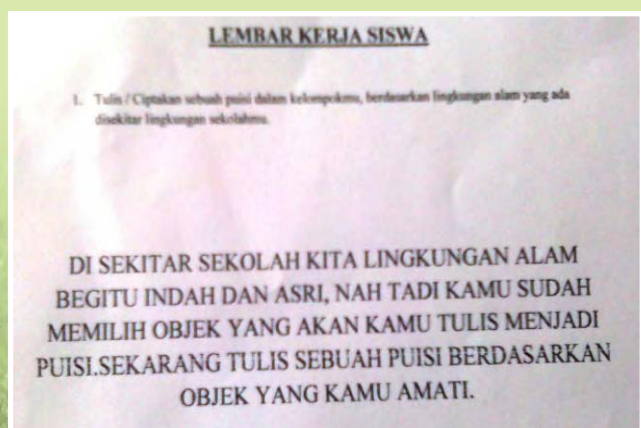 LEMBAR KERJA SISWA
1. Tulis / Ciptakan sebuah puisi dalam kelompokmu, berdasarkan lingkungan alam yang ada
disekitar lingkungan sekolahmu.
DI SEKITAR SEKOLAH KITA LINGKUNGAN ALAM
BEGITU INDAH DAN ASRI, NAH TADI KAMU SUDAH
MEMILIH OBJEK YANG AKAN KAMU TULIS MENJADI
PUISI.SEKARANG TULIS SEBUAH PUISI BERDASARKAN
OBJEK YANG KAMU AMATI.